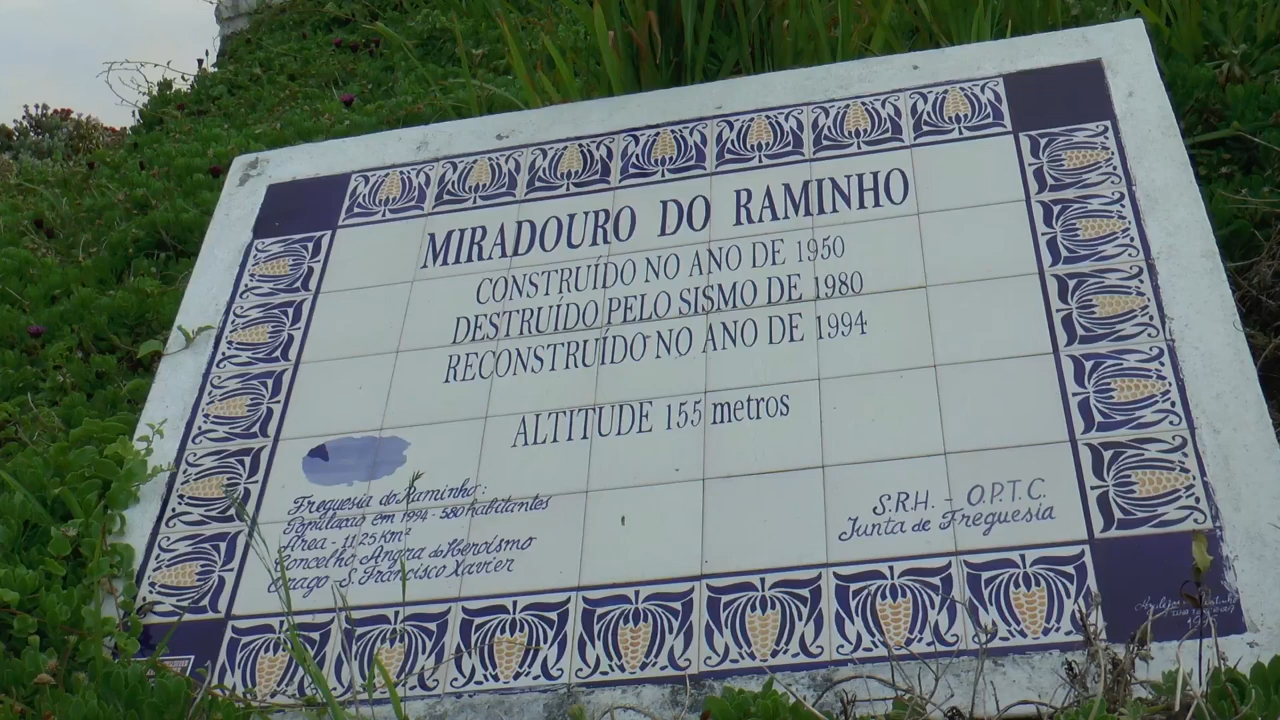 MIRADOURO DO RAMINHO
CONSTRUÍDO NO ANO DE 1950
DESTRUÍDO PELO SISMO DE 1980
RECONSTRUÍDO NO ANO DE 1994
ALTITUDE 155 metros
Freguesia do Raminho:
População em 1994 - 580 habitantes
Área - 11,25 Km²
Concelho Angra do Heroísmo
Orago - S. Francisco Xavier
S.R.H. - O.P.T.C.
Junta de Freguesia